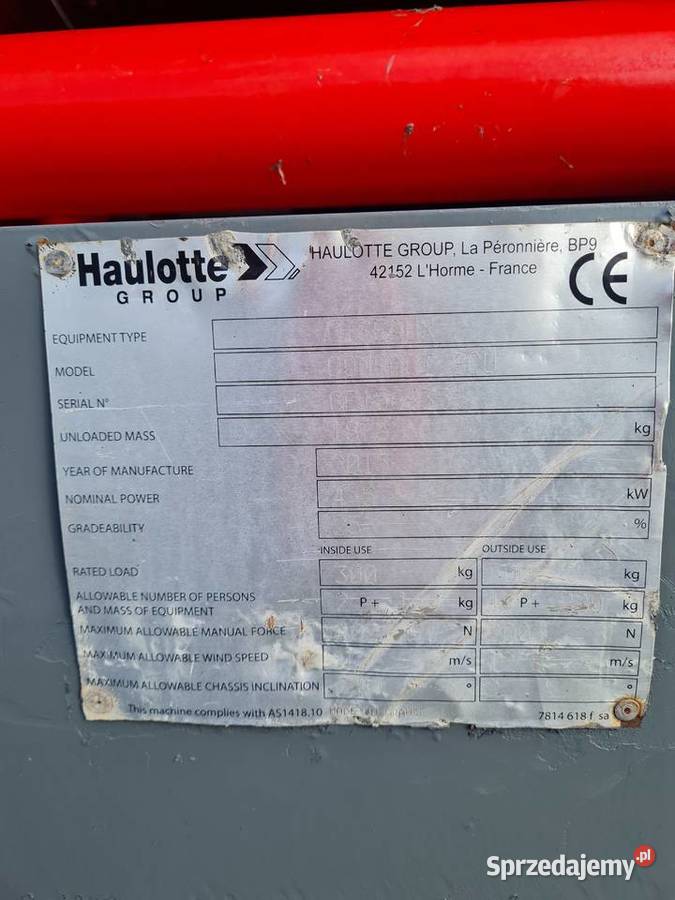 Haulotte
GROUP
HAULOTTE GROUP, La Péronnière, BP9
42152 L'Horme - France
CE
EQUIPMENT TYPE
MODEL
SERIAL N°
UNLOADED MASS kg
YEAR OF MANUFACTURE
NOMINAL POWER kW
GRADEABILITY %
INSIDE USE OUTSIDE USE
RATED LOAD kg kg
ALLOWABLE NUMBER OF PERSONS
AND MASS OF EQUIPMENT P + kg P + kg
MAXIMUM ALLOWABLE MANUAL FORCE N N
MAXIMUM ALLOWABLE WIND SPEED m/s m/s
MAXIMUM ALLOWABLE CHASSIS INCLINATION ° °
This machine complies with AS1418.10 7814 618 f sa
Sprzedajemy.pl